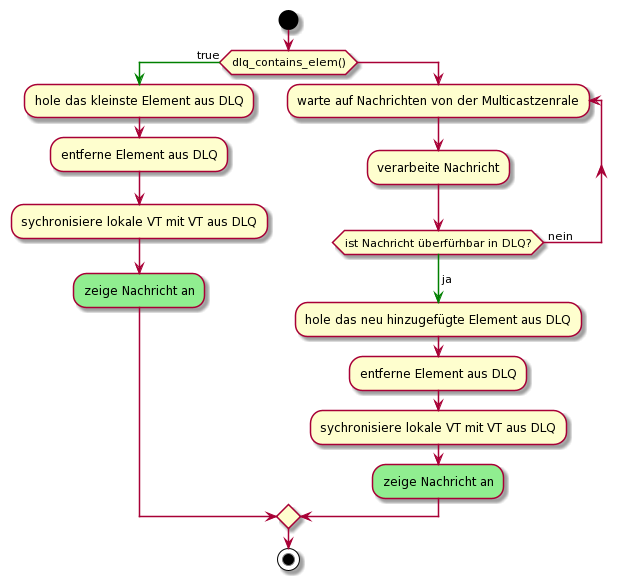 true
dlq_contains_elem()
hole das kleinste Element aus DLQ
entferne Element aus DLQ
sychronisiere lokale VT mit VT aus DLQ
zeige Nachricht an
warte auf Nachrichten von der Multicastzenrale
verarbeite Nachricht
ist Nachricht überfürhbar in DLQ?
nein
ja
hole das neu hinzugefügte Element aus DLQ
entferne Element aus DLQ
sychronisiere lokale VT mit VT aus DLQ
zeige Nachricht an